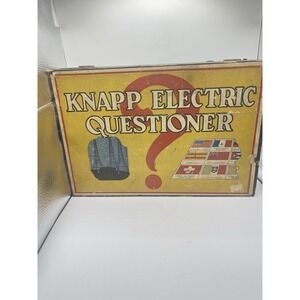 KNAPP ELECTRIC
QUESTIONER
?